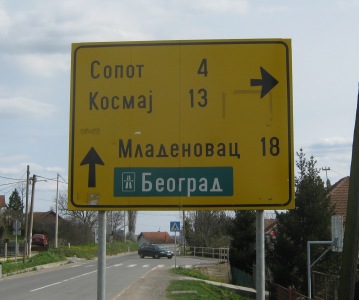 Сопот 4
Космај 13
Младеновац 18
Београд